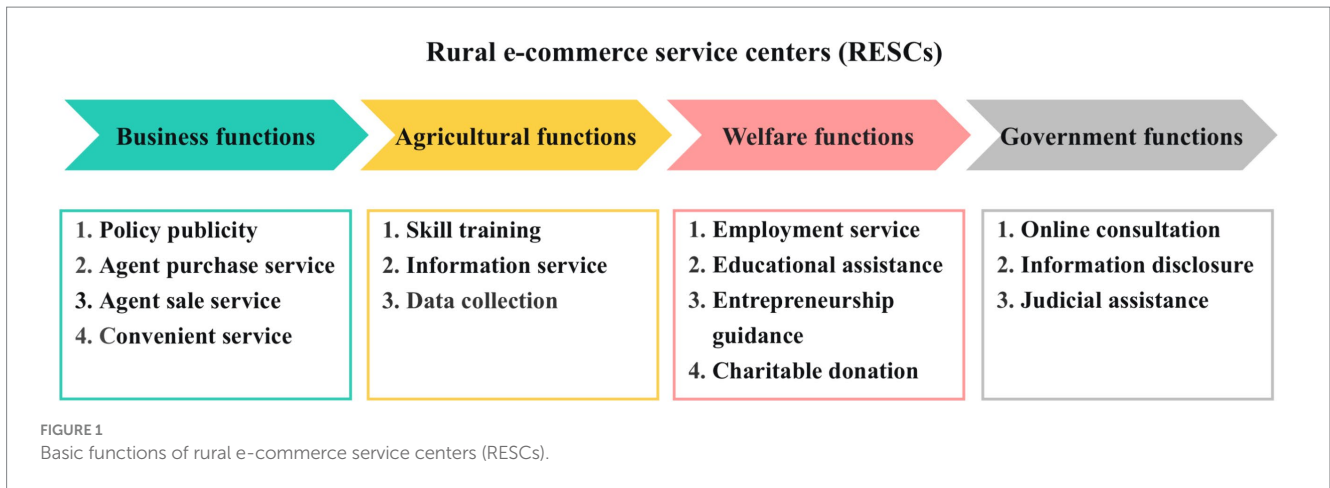 Rural e-commerce service centers (RESCs)
Business functions
Agricultural functions
Welfare functions
Government functions
1. Policy publicity
2. Agent purchase service
3. Agent sale service
4. Convenient service
1. Skill training
2. Information service
3. Data collection
1. Employment service
2. Educational assistance
3. Entrepreneurship
guidance
4. Charitable donation
1. Online consultation
2. Information disclosure
3. Judicial assistance
FIGURE 1
Basic functions of rural e-commerce service centers (RESCs).